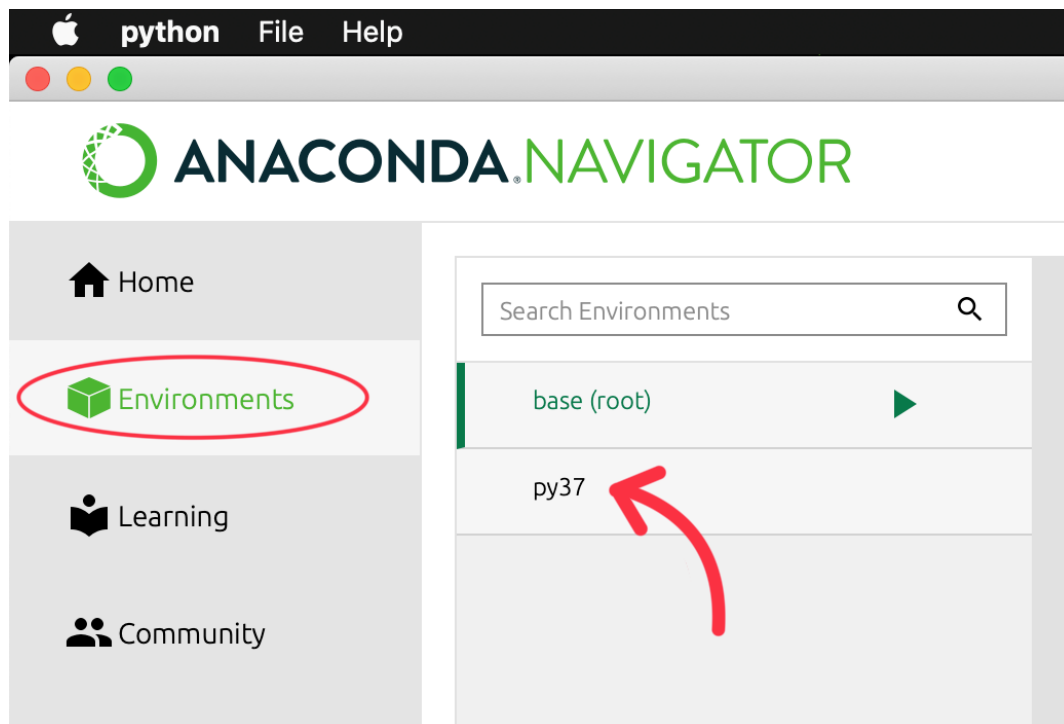 python File Help
ANACONDA.NAVIGATOR
Home
Search Environments
Environments
base (root)
py37
Learning
Community